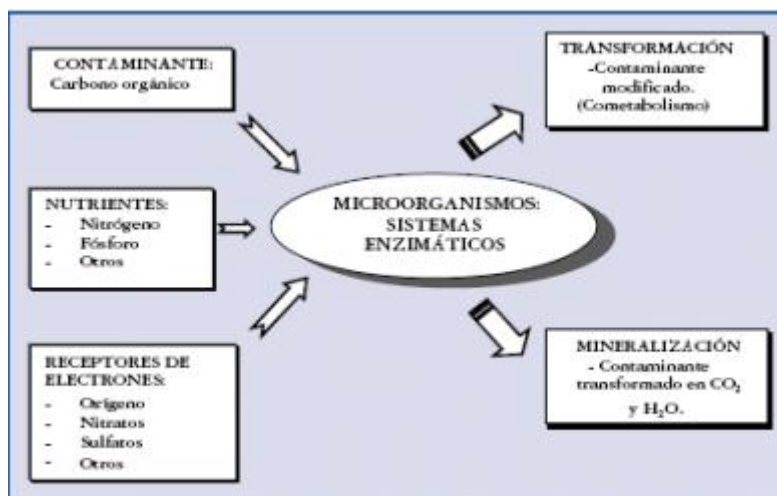 CONTAMINANTE:
Carbono orgánico
NUTRIENTES:
- Nitrógeno
- Fósforo
- Otros
RECEPTORES DE
ELECTRONES:
- Oxígeno
- Nitratos
- Sulfatos
- Otros
MICROORGANISMOS:
SISTEMAS
ENZIMÁTICOS
TRANSFORMACIÓN
-Contaminante
modificado.
(Cometabolismo)
MINERALIZACIÓN
- Contaminante
transformado en CO₂
y H₂O.